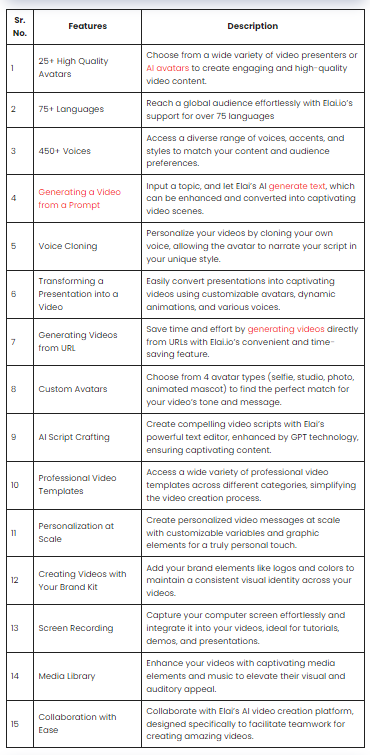 Sr. No.
Features
Description
1
25+ High Quality
Avatars
Choose from a wide variety of video presenters or
AI avatars to create engaging and high-quality
video content.
2
75+ Languages
Reach a global audience effortlessly with Elai.io's
support for over 75 languages
3
450+ Voices
Access a diverse range of voices, accents, and
styles to match your content and audience
preferences.
4
Generating a Video
from a Prompt
Input a topic, and let Elai's AI generate text, which
can be enhanced and converted into captivating
video scenes.
5
Voice Cloning
Personalize your videos by cloning your own
voice, allowing the avatar to narrate your script in
your unique style.
6
Transforming a
Presentation into a
Video
Easily convert presentations into captivating
videos using customizable avatars, dynamic
animations, and various voices.
7
Generating Videos
from URL
Save time and effort by generating videos directly
from URLs with Elai.io's convenient and time-
saving feature.
8
Custom Avatars
Choose from 4 avatar types (selfie, studio, photo,
animated mascot) to find the perfect match for
your video's tone and message.
9
AI Script Crafting
Create compelling video scripts with Elai's
powerful text editor, enhanced by GPT technology,
ensuring captivating content.
10
Professional Video
Templates
Access a wide variety of professional video
templates across different categories, simplifying
the video creation process.
11
Personalization at
Scale
Create personalized video messages at scale
with customizable variables and graphic
elements for a truly personal touch.
12
Creating Videos with
Your Brand Kit
Add your brand elements like logos and colors to
maintain a consistent visual identity across your
videos.
13
Screen Recording
Capture your computer screen effortlessly and
integrate it into your videos, ideal for tutorials,
demos, and presentations.
14
Media Library
Enhance your videos with captivating media
elements and music to elevate their visual and
auditory appeal.
15
Collaboration with
Ease
Collaborate with Elai's AI video creation platform,
designed specifically to facilitate teamwork for
creating amazing videos.